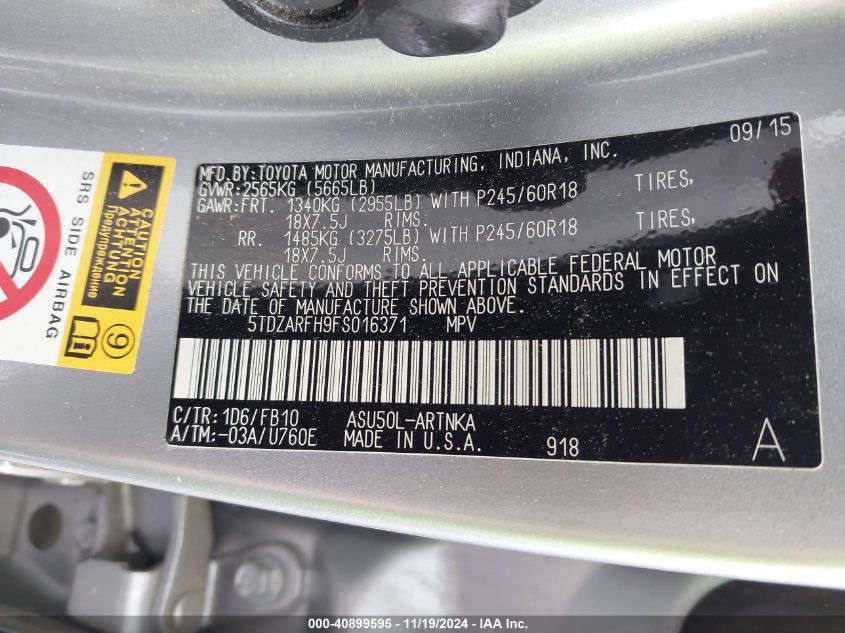 SRS SIDE AIRBAG
CAUTION
ATTENTION
ACHTUNG
Предупреждение
9
09/15
MFD.BY:TOYOTA MOTOR MANUFACTURING, INDIANA, INC.
GVWR:2565KG (5665LB)
GAWR:FRT. 1340KG (2955LB) WITH P245/60R18 TIRES,
18X7.5J RIMS.
RR. 1485KG (3275LB) WITH P245/60R18 TIRES,
18X7.5J RIMS.
THIS VEHICLE CONFORMS TO ALL APPLICABLE FEDERAL MOTOR
VEHICLE SAFETY AND THEFT PREVENTION STANDARDS IN EFFECT ON
THE DATE OF MANUFACTURE SHOWN ABOVE.
5TDZARFH9FS016371 MPV
C/TR: 1D6/FB10 ASU50L-ARTNKA
A/TM:-03A/U760E MADE IN U.S.A. 918 A
000-40899595 - 11/19/2024 - IAA Inc.